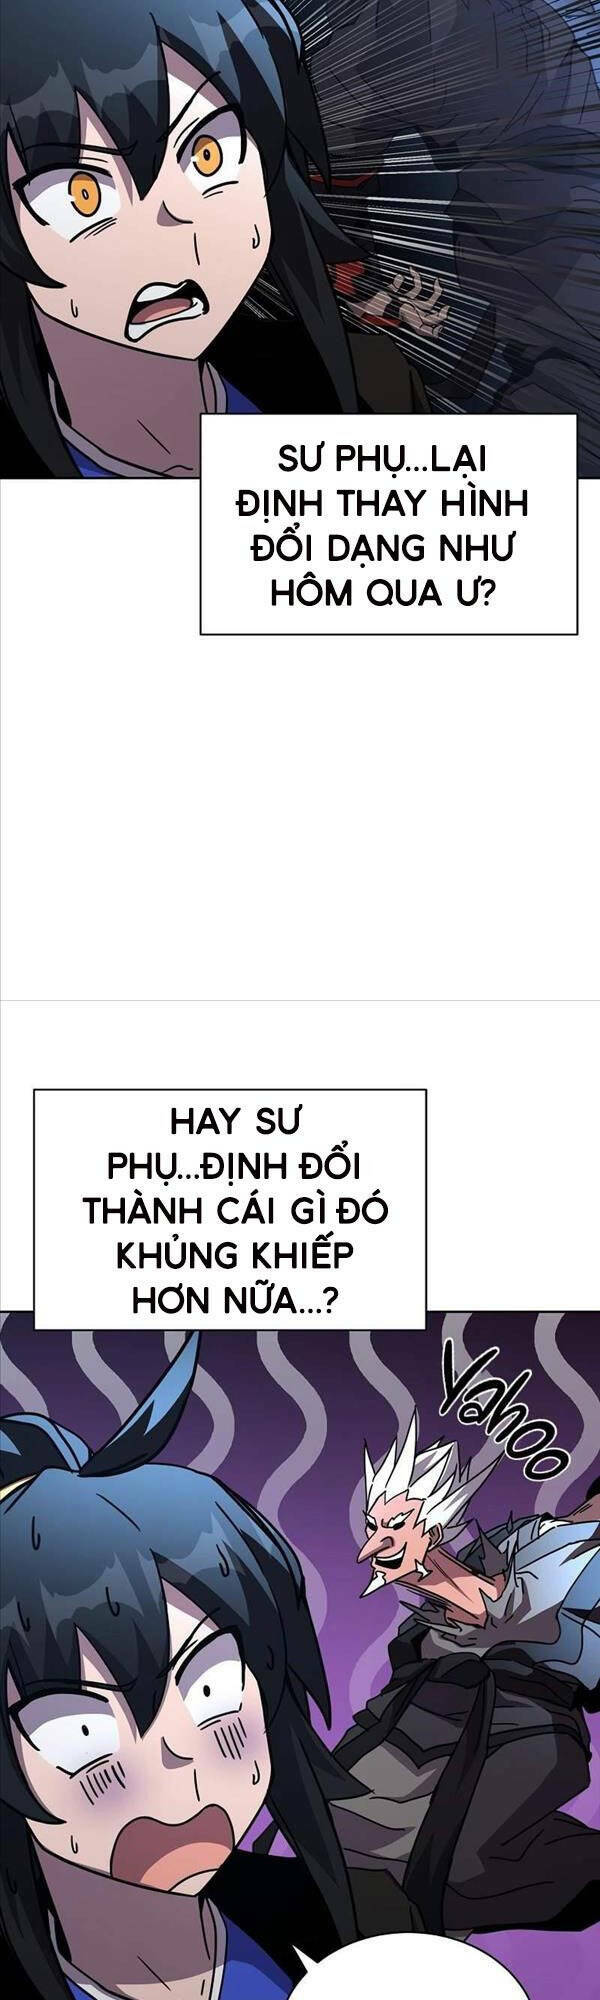 SƯ PHỤ...LẠI
ĐỊNH THAY HÌNH
ĐỔI DẠNG NHƯ
HÔM QUA Ư?
HAY SƯ
PHỤ...ĐỊNH ĐỔI
THÀNH CÁI GÌ ĐÓ
KHỦNG KHIẾP
HƠN NỮA...?
Yahoo